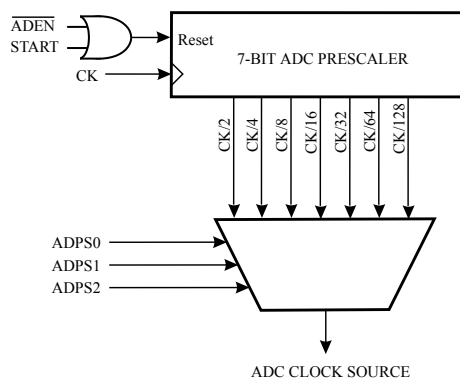 ADEN
START
Reset
7-BIT ADC PRESCALER
CK
CK/2
CK/4
CK/8
CK/16
CK/32
CK/64
CK/128
ADPS0
ADPS1
ADPS2
ADC CLOCK SOURCE